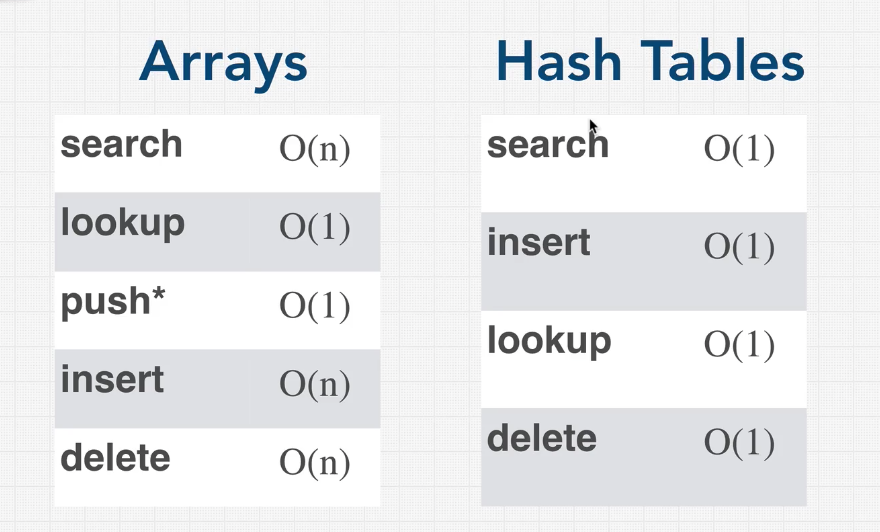 Arrays
search O(n)
lookup O(1)
push* O(1)
insert O(n)
delete O(n)
Hash Tables
search O(1)
insert O(1)
lookup O(1)
delete O(1)